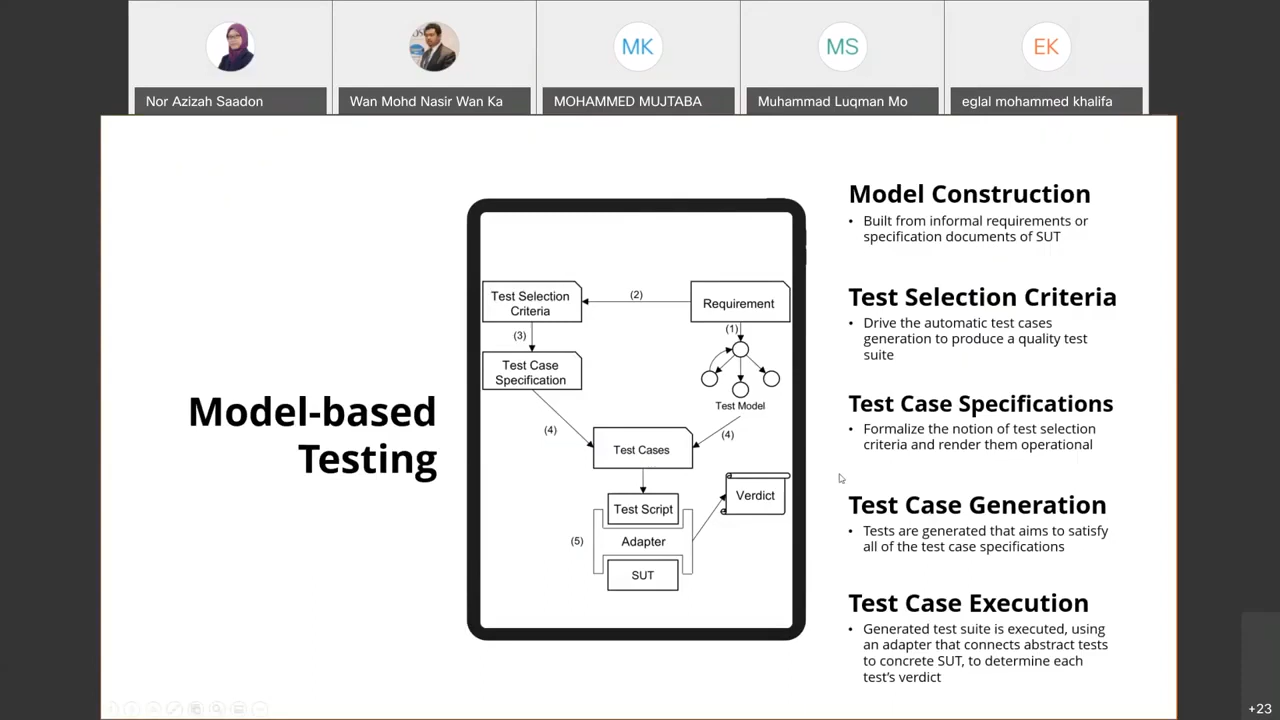 Nor Azizah Saadon
Wan Mohd Nasir Wan Ka
MK
MOHAMMED MUJTABA
MS
Muhammad Luqman Mo
EK
eglal mohammed khalifa
Model-based
Testing
Test Selection
Criteria
(2)
Requirement
(3)
(1)
Test Case
Specification
Test Model
(4)
(4)
Test Cases
Test Script
Verdict
(5)
Adapter
SUT
Model Construction
• Built from informal requirements or
specification documents of SUT
Test Selection Criteria
• Drive the automatic test cases
generation to produce a quality test
suite
Test Case Specifications
• Formalize the notion of test selection
criteria and render them operational
Test Case Generation
• Tests are generated that aims to satisfy
all of the test case specifications
Test Case Execution
• Generated test suite is executed, using
an adapter that connects abstract tests
to concrete SUT, to determine each
test's verdict
+23